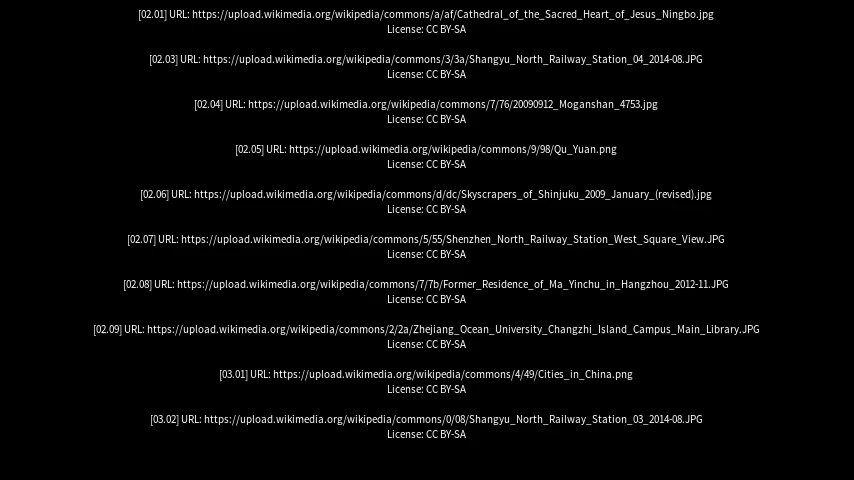 [02.01] URL: https://upload.wikimedia.org/wikipedia/commons/a/af/Cathedral_of_the_Sacred_Heart_of_Jesus_Ningbo.jpg
License: CC BY-SA
[02.03] URL: https://upload.wikimedia.org/wikipedia/commons/3/3a/Shangyu_North_Railway_Station_04_2014-08.JPG
License: CC BY-SA
[02.04] URL: https://upload.wikimedia.org/wikipedia/commons/7/76/20090912_Moganshan_4753.jpg
License: CC BY-SA
[02.05] URL: https://upload.wikimedia.org/wikipedia/commons/9/98/Qu_Yuan.png
License: CC BY-SA
[02.06] URL: https://upload.wikimedia.org/wikipedia/commons/d/dc/Skyscrapers_of_Shinjuku_2009_January_(revised).jpg
License: CC BY-SA
[02.07] URL: https://upload.wikimedia.org/wikipedia/commons/5/55/Shenzhen_North_Railway_Station_West_Square_View.JPG
License: CC BY-SA
[02.08] URL: https://upload.wikimedia.org/wikipedia/commons/7/7b/Former_Residence_of_Ma_Yinchu_in_Hangzhou_2012-11.JPG
License: CC BY-SA
[02.09] URL: https://upload.wikimedia.org/wikipedia/commons/2/2a/Zhejiang_Ocean_University_Changzhi_Island_Campus_Main_Library.JPG
License: CC BY-SA
[03.01] URL: https://upload.wikimedia.org/wikipedia/commons/4/49/Cities_in_China.png
License: CC BY-SA
[03.02] URL: https://upload.wikimedia.org/wikipedia/commons/0/08/Shangyu_North_Railway_Station_03_2014-08.JPG
License: CC BY-SA